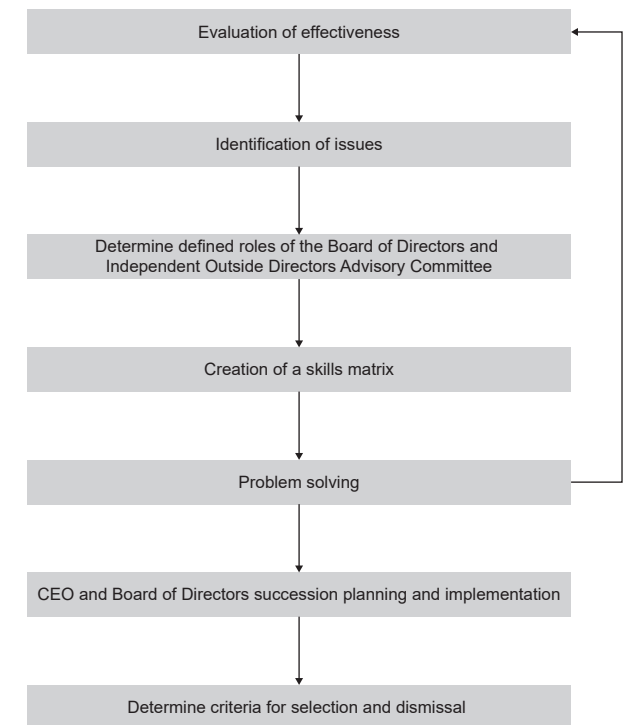 Evaluation of effectiveness
Identification of issues
Determine defined roles of the Board of Directors and
Independent Outside Directors Advisory Committee
Creation of a skills matrix
Problem solving
CEO and Board of Directors succession planning and implementation
Determine criteria for selection and dismissal